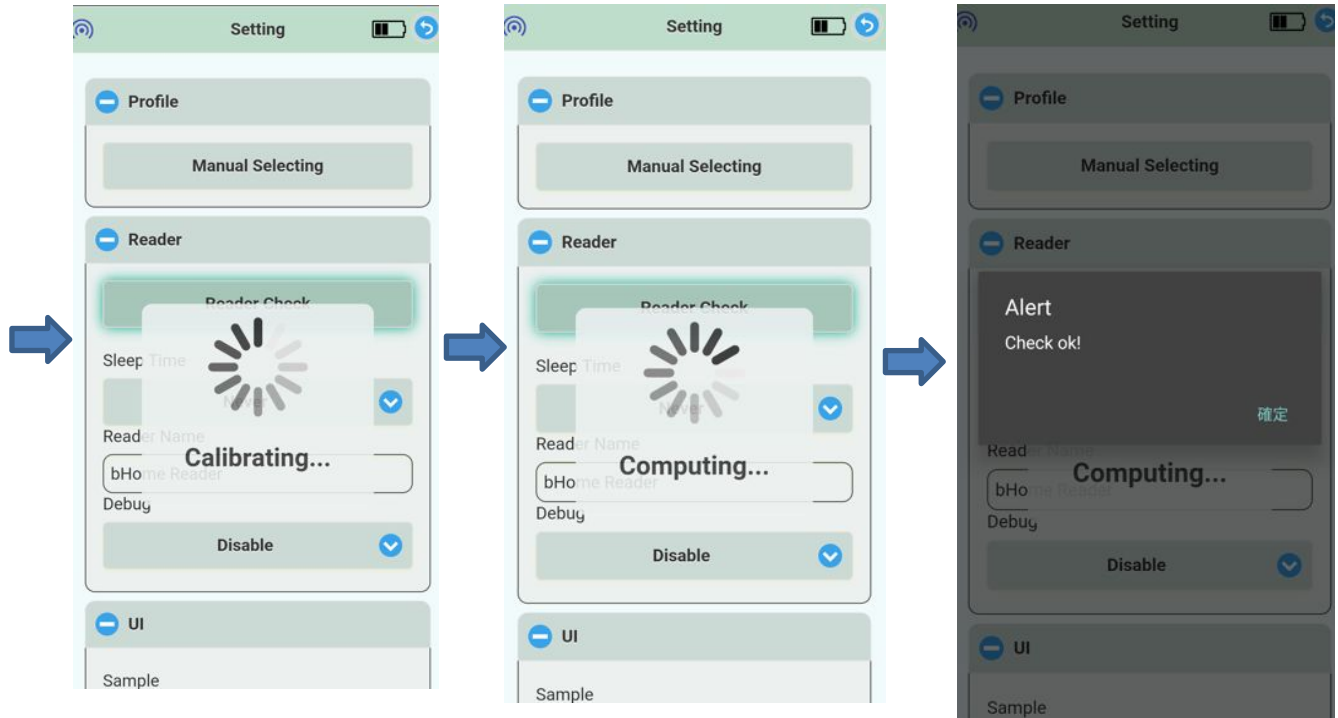 Setting
Profile
Manual Selecting
Reader
Reader Check
Sleep Time
Never
Reader Name
bHome Reader
Calibrating...
Debug
Disable
UI
Sample
Setting
Profile
Manual Selecting
Reader
Reader Check
Sleep Time
Never
Reader Name
bHome Reader
Computing...
Debug
Disable
UI
Sample
Setting
Profile
Manual Selecting
Reader
Alert
Check ok!
確定
Reader Name
bHome Reader
Computing...
Debug
Disable
UI
Sample